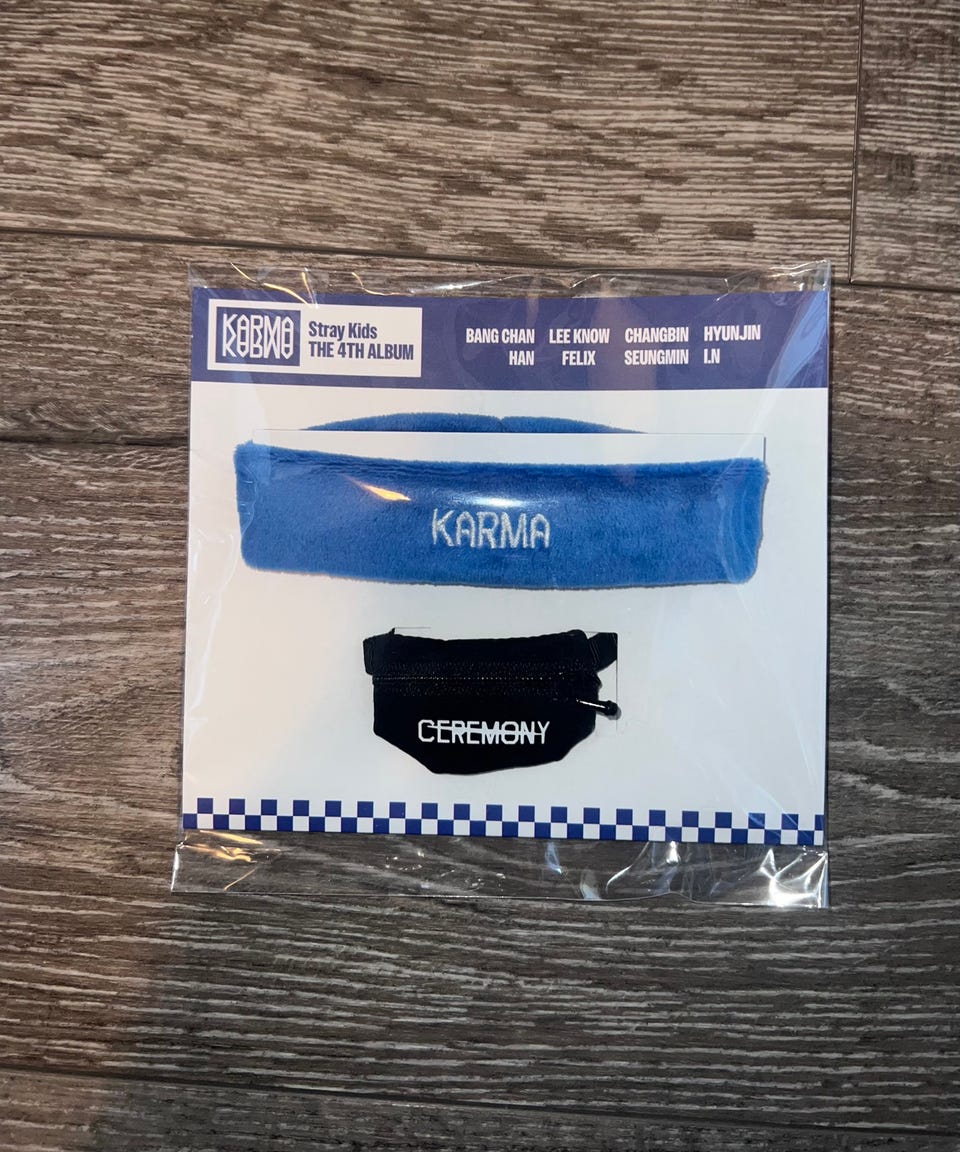 KARMA
KARMA
Stray Kids
THE 4TH ALBUM
BANG CHAN LEE KNOW CHANGBIN HYUNJIN
HAN FELIX SEUNGMIN I.N
KARMA
CEREMONY